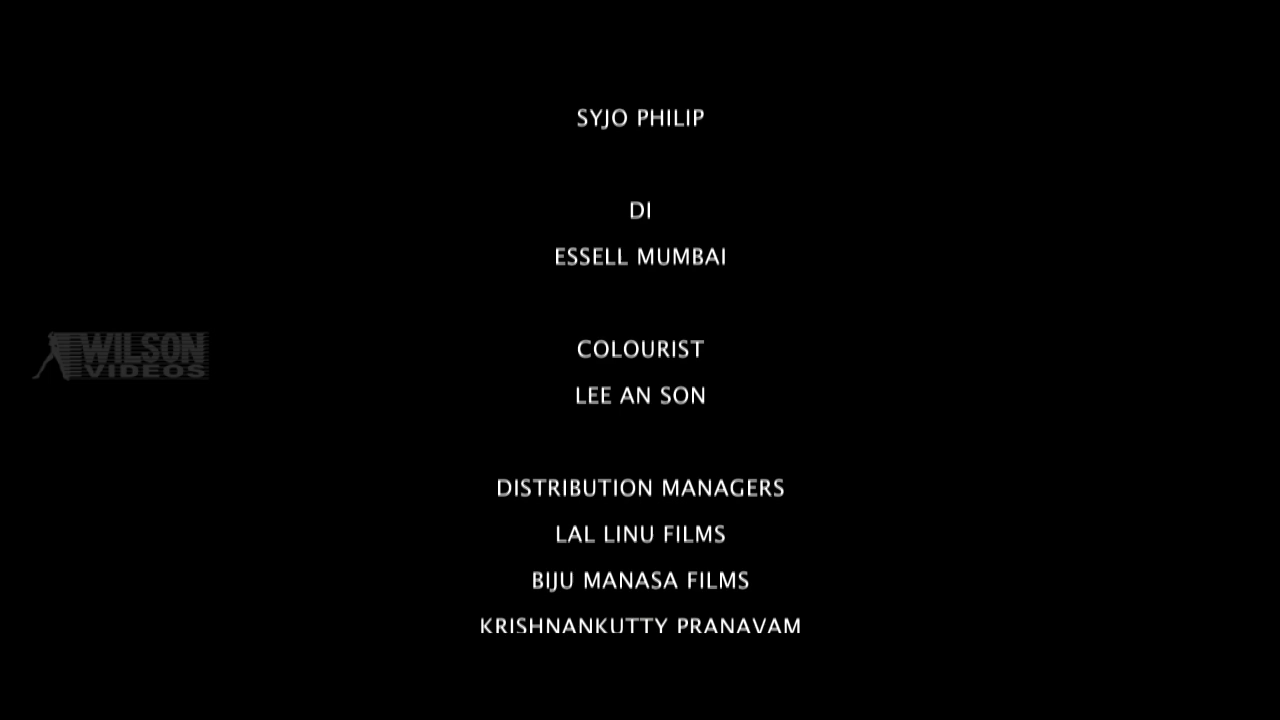 SYJO PHILIP
DI
ESSELL MUMBAI
WILSON
VIDEOS
COLOURIST
LEE AN SON
DISTRIBUTION MANAGERS
LAL LINU FILMS
BIJU MANASA FILMS
KRISHNANKUTTY PRANAVAM